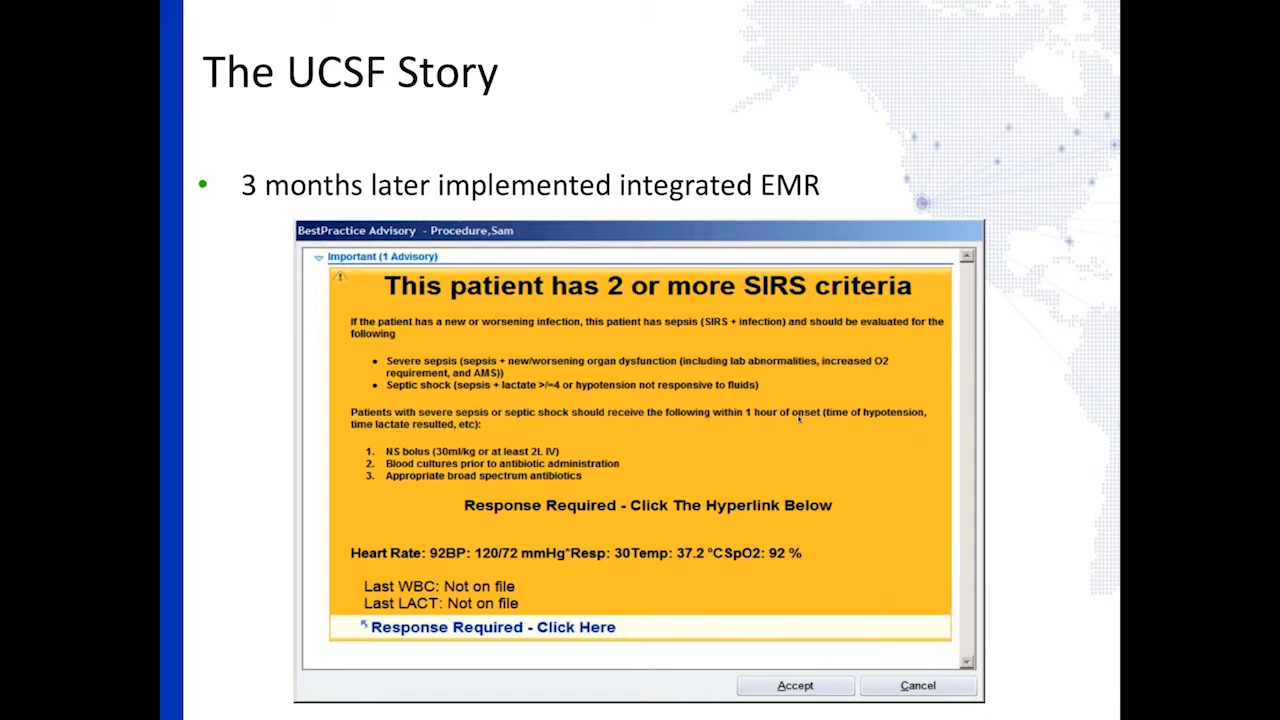 The UCSF Story
• 3 months later implemented integrated EMR
BestPractice Advisory - Procedure,Sam
Important (1 Advisory)
This patient has 2 or more SIRS criteria
If the patient has a new or worsening infection, this patient has sepsis (SIRS + infection) and should be evaluated for the
following
• Severe sepsis (sepsis + new/worsening organ dysfunction (including lab abnormalities, increased O2
requirement, and AMS))
• Septic shock (sepsis + lactate >/=4 or hypotension not responsive to fluids)
Patients with severe sepsis or septic shock should receive the following within 1 hour of onset (time of hypotension,
time lactate resulted, etc):
1. NS bolus (30ml/kg or at least 2L IV)
2. Blood cultures prior to antibiotic administration
3. Appropriate broad spectrum antibiotics
Response Required - Click The Hyperlink Below
Heart Rate: 92BP: 120/72 mmHg*Resp: 30Temp: 37.2 °CSpO2: 92 %
Last WBC: Not on file
Last LACT: Not on file
Response Required - Click Here
Accept
Cancel